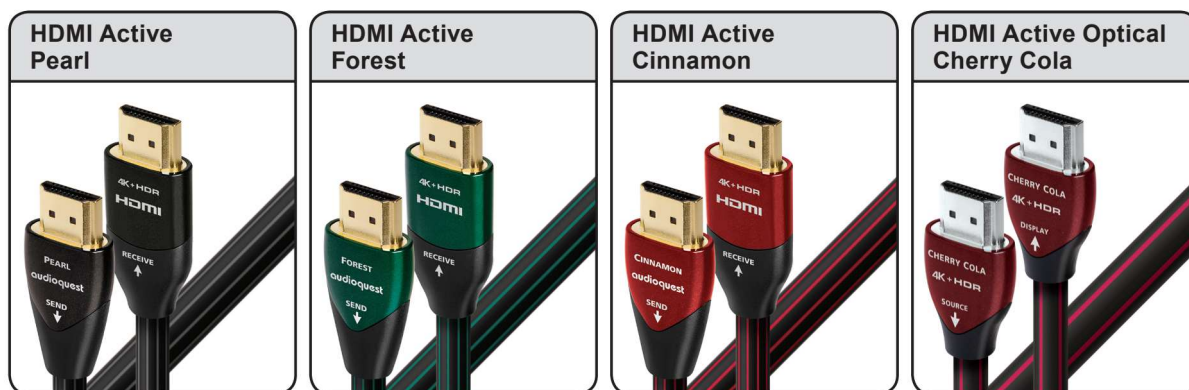 HDMI Active
Pearl
4K+HDR
HDMI
RECEIVE
PEARL
audioquest
SEND
HDMI Active
Forest
4K+HDR
HDMI
RECEIVE
FOREST
audioquest
SEND
HDMI Active
Cinnamon
4K+HDR
HDMI
RECEIVE
CINNAMON
audioquest
SEND
HDMI Active Optical
Cherry Cola
CHERRY COLA
4K+HDR
DISPLAY
CHERRY COLA
4K+HDR
SOURCE